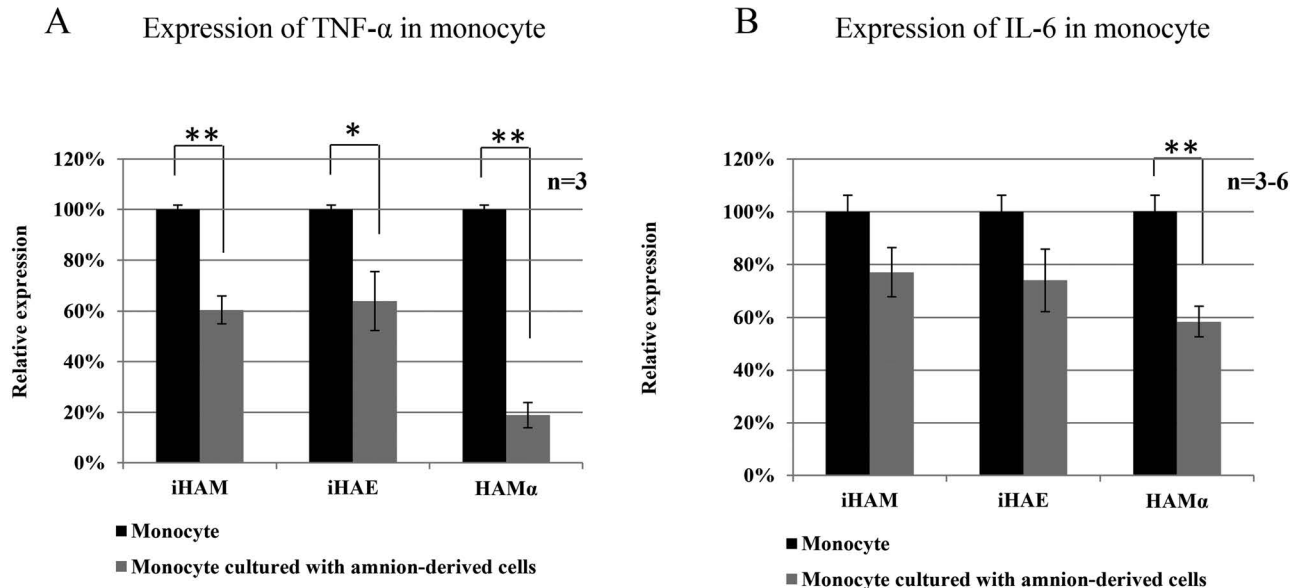 A Expression of TNF-α in monocyte
** * **
120%
n=3
100%
80%
60%
40%
20%
0%
Relative expression
iHAM iHAE HAMα
Monocyte
Monocyte cultured with amnion-derived cells
B Expression of IL-6 in monocyte
**
120%
n=3-6
100%
80%
60%
40%
20%
0%
Relative expression
iHAM iHAE HAMα
Monocyte
Monocyte cultured with amnion-derived cells